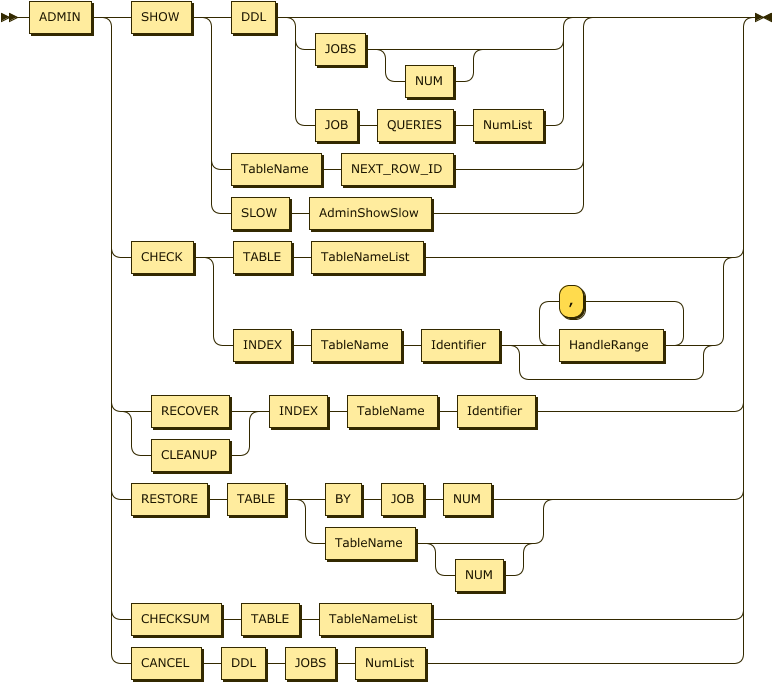 ADMIN SHOW DDL
JOBS
NUM
JOB QUERIES NumList
TableName NEXT_ROW_ID
SLOW AdminShowSlow
CHECK TABLE TableNameList
,
INDEX TableName Identifier HandleRange
RECOVER INDEX TableName Identifier
CLEANUP
RESTORE TABLE BY JOB NUM
TableName
NUM
CHECKSUM TABLE TableNameList
CANCEL DDL JOBS NumList